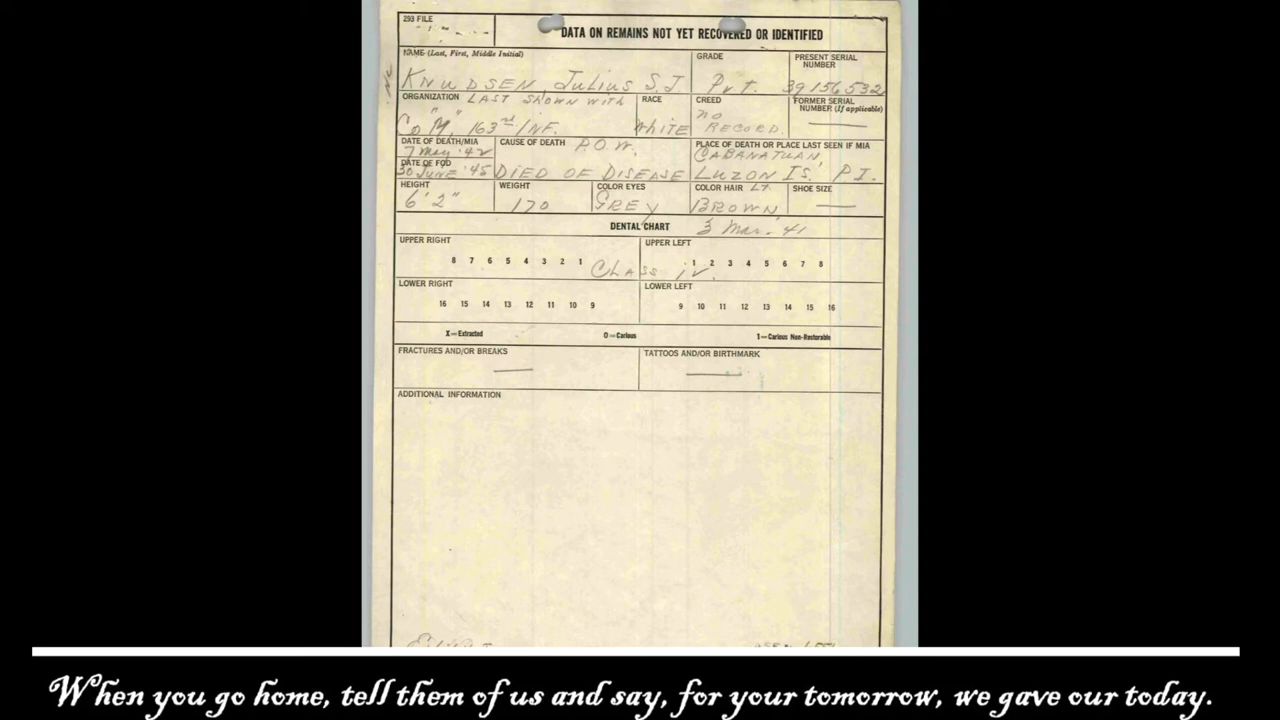 293 FILE
DATA ON REMAINS NOT YET RECOVERED OR IDENTIFIED
NAME (Last, First, Middle Initial)
KNUDSEN, Julius S.J.
GRADE
Pvt.
PRESENT SERIAL NUMBER
39156532
ORGANIZATION LAST SHOWN WITH
Co "M," 163rd INF.
RACE
White
CREED
no RECORD.
FORMER SERIAL NUMBER (If applicable)
DATE OF DEATH/MIA
7 May '42
DATE OF FOD
30 JUNE '45
CAUSE OF DEATH P.O.W.
DIED OF DISEASE
PLACE OF DEATH OR PLACE LAST SEEN IF MIA
CABANATUAN,
LUZON IS. P.I.
HEIGHT
6' 2"
WEIGHT
170
COLOR EYES
GREY
COLOR HAIR LT.
BROWN
SHOE SIZE
DENTAL CHART 3 Mar. '41
UPPER RIGHT
8 7 6 5 4 3 2 1
UPPER LEFT
1 2 3 4 5 6 7 8
CLASS IV.
LOWER RIGHT
16 15 14 13 12 11 10 9
LOWER LEFT
9 10 11 12 13 14 15 16
X—Extracted
O—Carious
1—Carious Non-Restorable
FRACTURES AND/OR BREAKS
TATTOOS AND/OR BIRTHMARK
ADDITIONAL INFORMATION
When you go home, tell them of us and say, for your tomorrow, we gave our today.